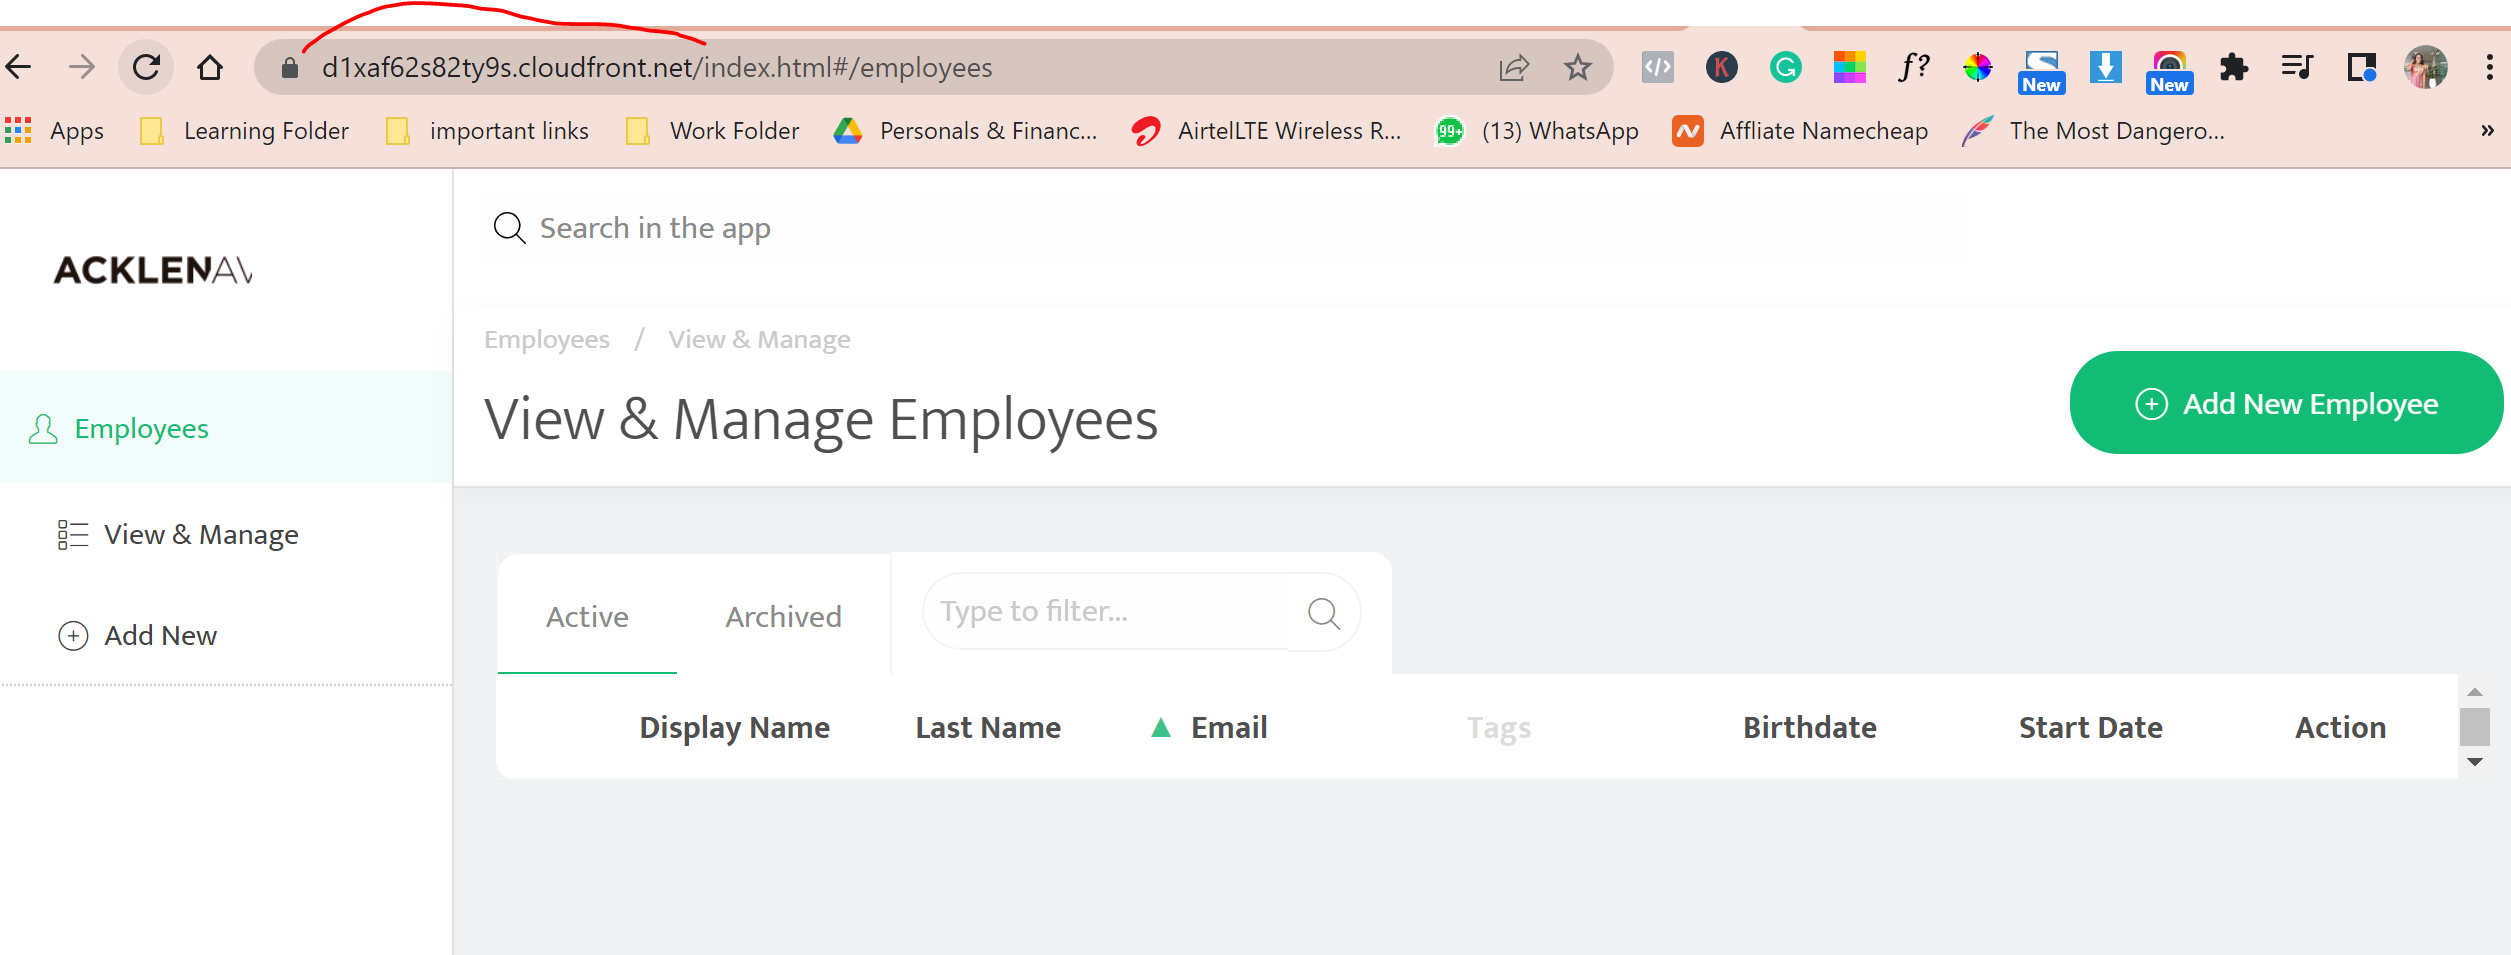 d1xaf62s82ty9s.cloudfront.net/index.html#/employees
</> K G f? New New
Apps Learning Folder important links Work Folder Personals & Financ... AirtelLTE Wireless R... 99+ (13) WhatsApp Affliate Namecheap The Most Dangero... »
Search in the app
ACKLENAV
Employees / View & Manage
View & Manage Employees
Add New Employee
Employees
View & Manage
Add New
Active Archived Type to filter...
Display Name Last Name Email Tags Birthdate Start Date Action